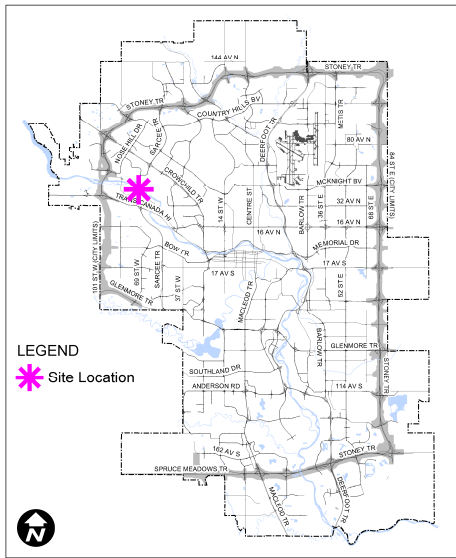 144 AV N
STONEY TR
STONEY TR
COUNTRY HILLS BV
NOSE HILL DR
SARCEE TR
DEERFOOT TR
METIS TR
80 AV N
CROWCHILD TR
84 ST E (CITY LIMITS)
MCKNIGHT BV
TRANS CANADA HI
14 ST W
CENTRE ST
BARLOW TR
36 ST E
32 AV N
68 ST E
16 AV N
16 AV N
101 ST W (CITY LIMITS)
BOW TR
MEMORIAL DR
69 ST W
SARCEE TR
37 ST W
17 AV S
17 AV S
GLENMORE TR
MACLEOD TR
52 ST E
BARLOW TR
GLENMORE TR
STONEY TR
LEGEND
Site Location
SOUTHLAND DR
ANDERSON RD
114 AV S
162 AV S
STONEY TR
SPRUCE MEADOWS TR
MACLEOD TR
DEERFOOT TR
N